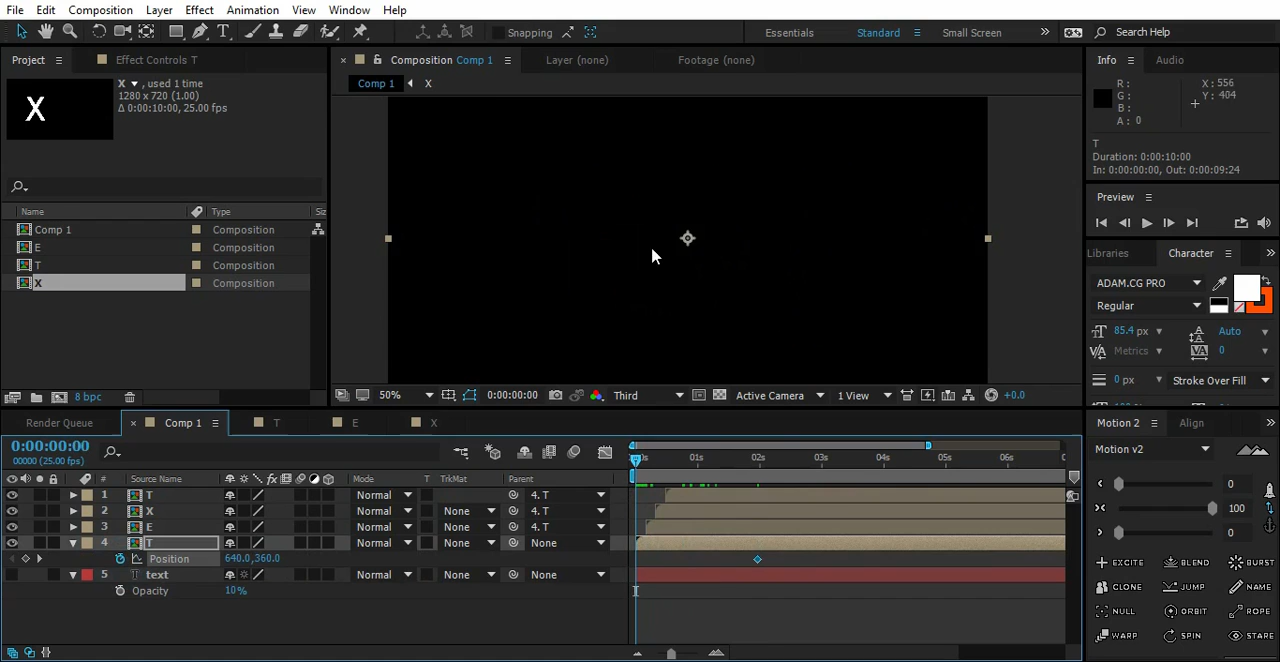 File Edit Composition Layer Effect Animation View Window Help
Snapping Essentials Standard Small Screen Search Help
Project Effect Controls T
X , used 1 time
1280 x 720 (1.00)
Δ 0:00:10:00, 25.00 fps
X
Name Type Siz
Comp 1 Composition
E Composition
T Composition
X Composition
8 bpc
Composition Comp 1 Layer (none) Footage (none)
Comp 1 X
50% 0:00:00:00 Third Active Camera 1 View +0.0
Info Audio
R : X : 556
G : Y : 404
B :
A : 0
T
Duration: 0:00:10:00
In: 0:00:00:00, Out: 0:00:09:24
Preview
Libraries Character
ADAM.CG PRO
Regular
85.4 px Auto
Metrics 0
0 px Stroke Over Fill
Motion 2 Align
Motion v2
0
100
0
EXCITE BLEND BURST
CLONE JUMP NAME
NULL ORBIT ROPE
WARP SPIN STARE
Render Queue Comp 1 T E X
0:00:00:00
00000 (25.00 fps)
01s 02s 03s 04s 05s 06s
# Source Name Mode T TrkMat Parent
1 T Normal 4. T
2 X Normal None 4. T
3 E Normal None 4. T
4 T Normal None None
Position 640.0,360.0
5 T text Normal None None
Opacity 10%